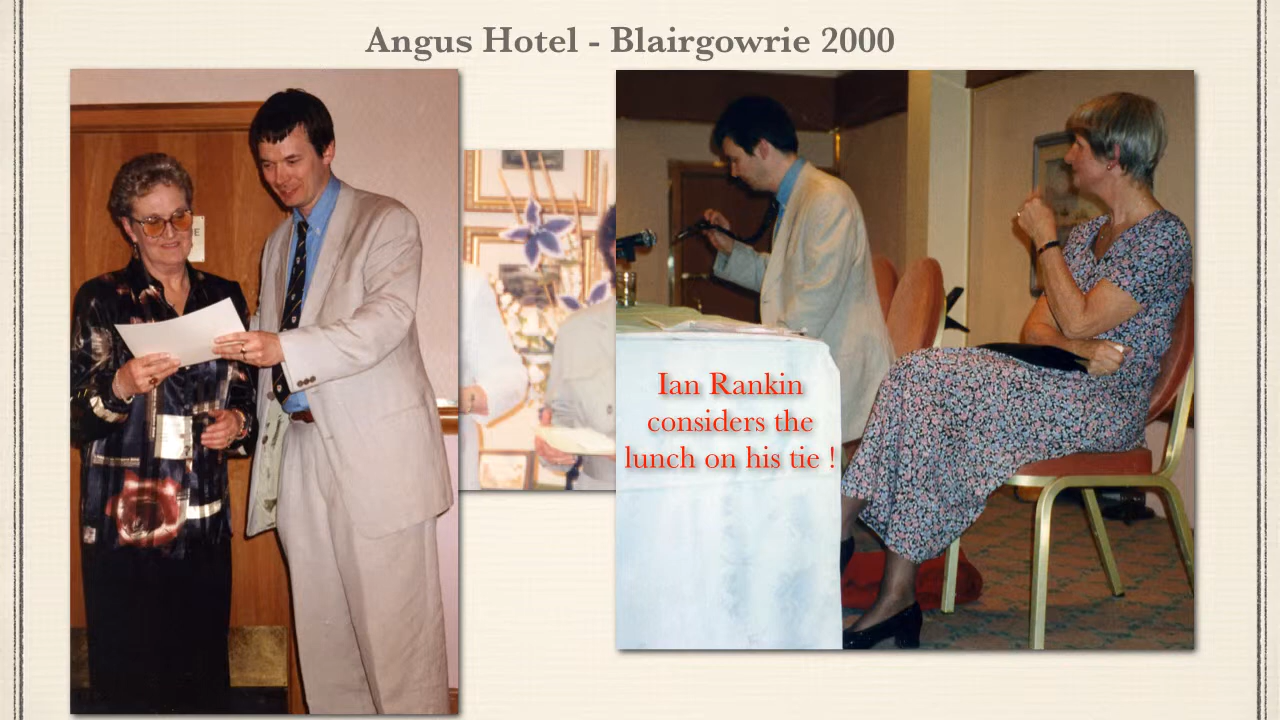 Angus Hotel - Blairgowrie 2000
Ian Rankin
considers the
lunch on his tie !